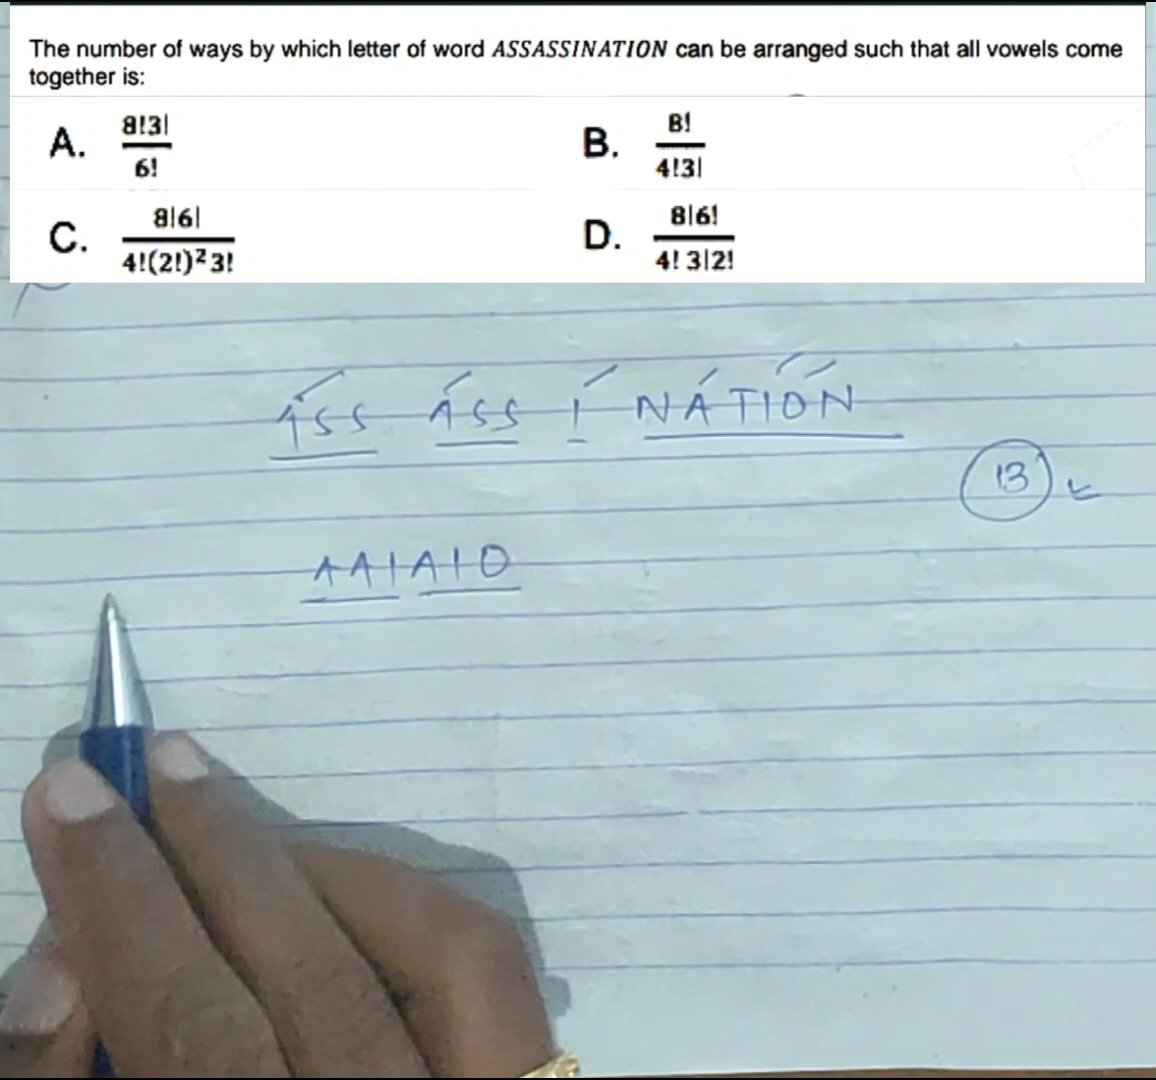 The number of ways by which letter of word ASSASSINATION can be arranged such that all vowels come
together is:
A. 8!3! / 6!
B. 8! / 4!3!
C. 8!6! / 4!(2!)²3!
D. 8!6! / 4!3!2!
ASS ASS I NATION
13
AAIAIO